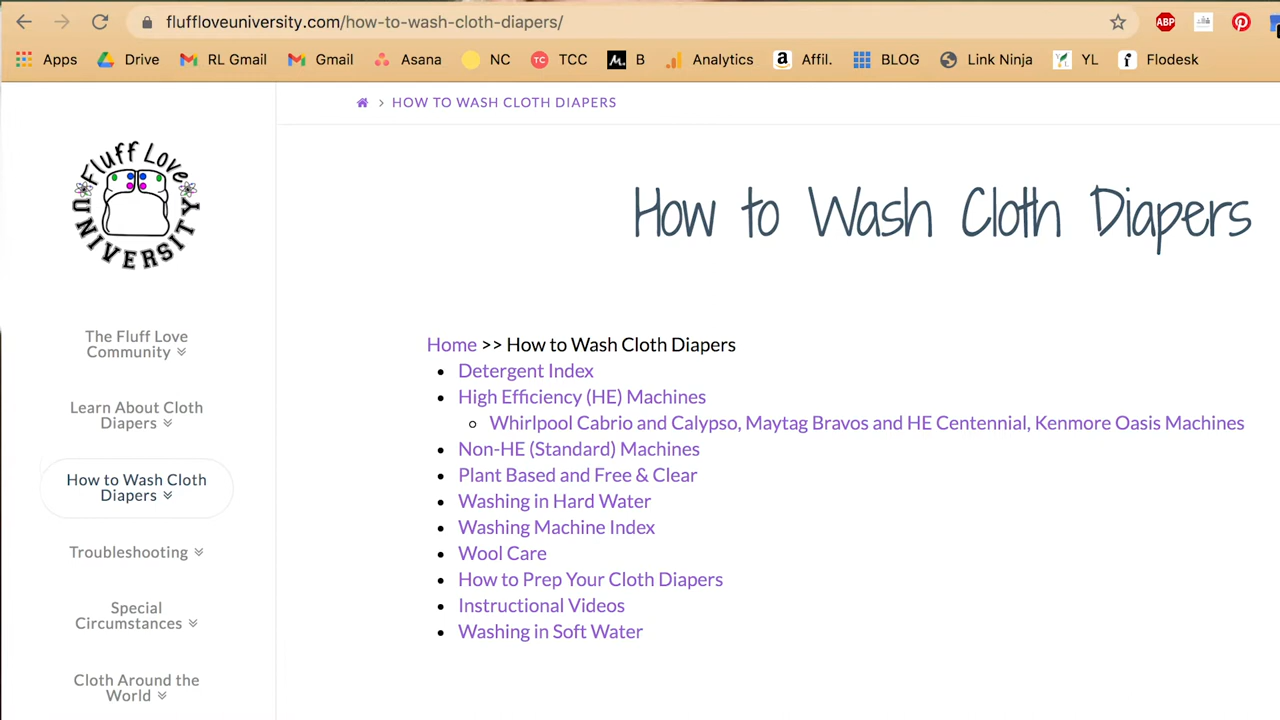 fluffloveuniversity.com/how-to-wash-cloth-diapers/
ABP
Apps Drive RL Gmail Gmail Asana NC TC TCC M. B Analytics a Affil. BLOG Link Ninja YL Flodesk
> HOW TO WASH CLOTH DIAPERS
Fluff Love
UNIVERSITY
How to Wash Cloth Diapers
The Fluff Love
Community
Learn About Cloth
Diapers
How to Wash Cloth
Diapers
Troubleshooting
Special
Circumstances
Cloth Around the
World
Home >> How to Wash Cloth Diapers
Detergent Index
High Efficiency (HE) Machines
Whirlpool Cabrio and Calypso, Maytag Bravos and HE Centennial, Kenmore Oasis Machines
Non-HE (Standard) Machines
Plant Based and Free & Clear
Washing in Hard Water
Washing Machine Index
Wool Care
How to Prep Your Cloth Diapers
Instructional Videos
Washing in Soft Water